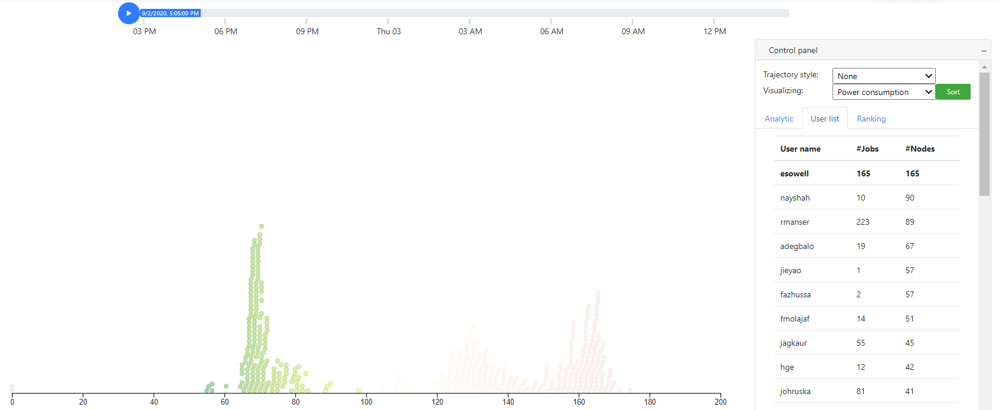 9/2/2020, 5:05:00 PM
03 PM 06 PM 09 PM Thu 03 03 AM 06 AM 09 AM 12 PM
Control panel
Trajectory style: None
Visualizing: Power consumption Sort
Analytic User list Ranking
User name #Jobs #Nodes
esowell 165 165
nayshah 10 90
rmanser 223 89
adegbalo 19 67
jieyao 1 57
fazhussa 2 57
fmolajaf 14 51
jagkaur 55 45
hge 12 42
johruska 81 41
0 20 40 60 80 100 120 140 160 180 200